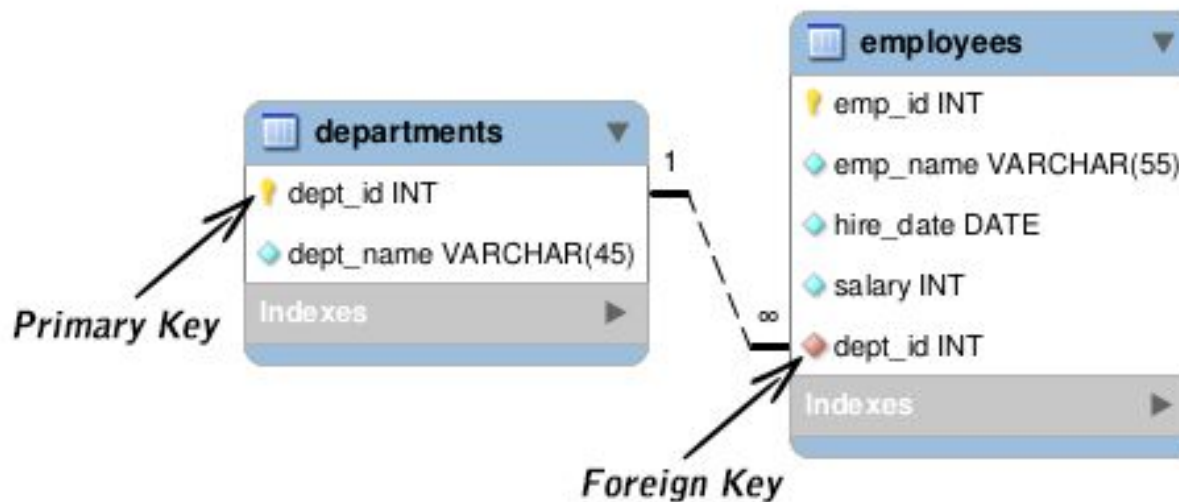 departments
dept_id INT
dept_name VARCHAR(45)
Indexes
Primary Key
1
∞
employees
emp_id INT
emp_name VARCHAR(55)
hire_date DATE
salary INT
dept_id INT
Indexes
Foreign Key